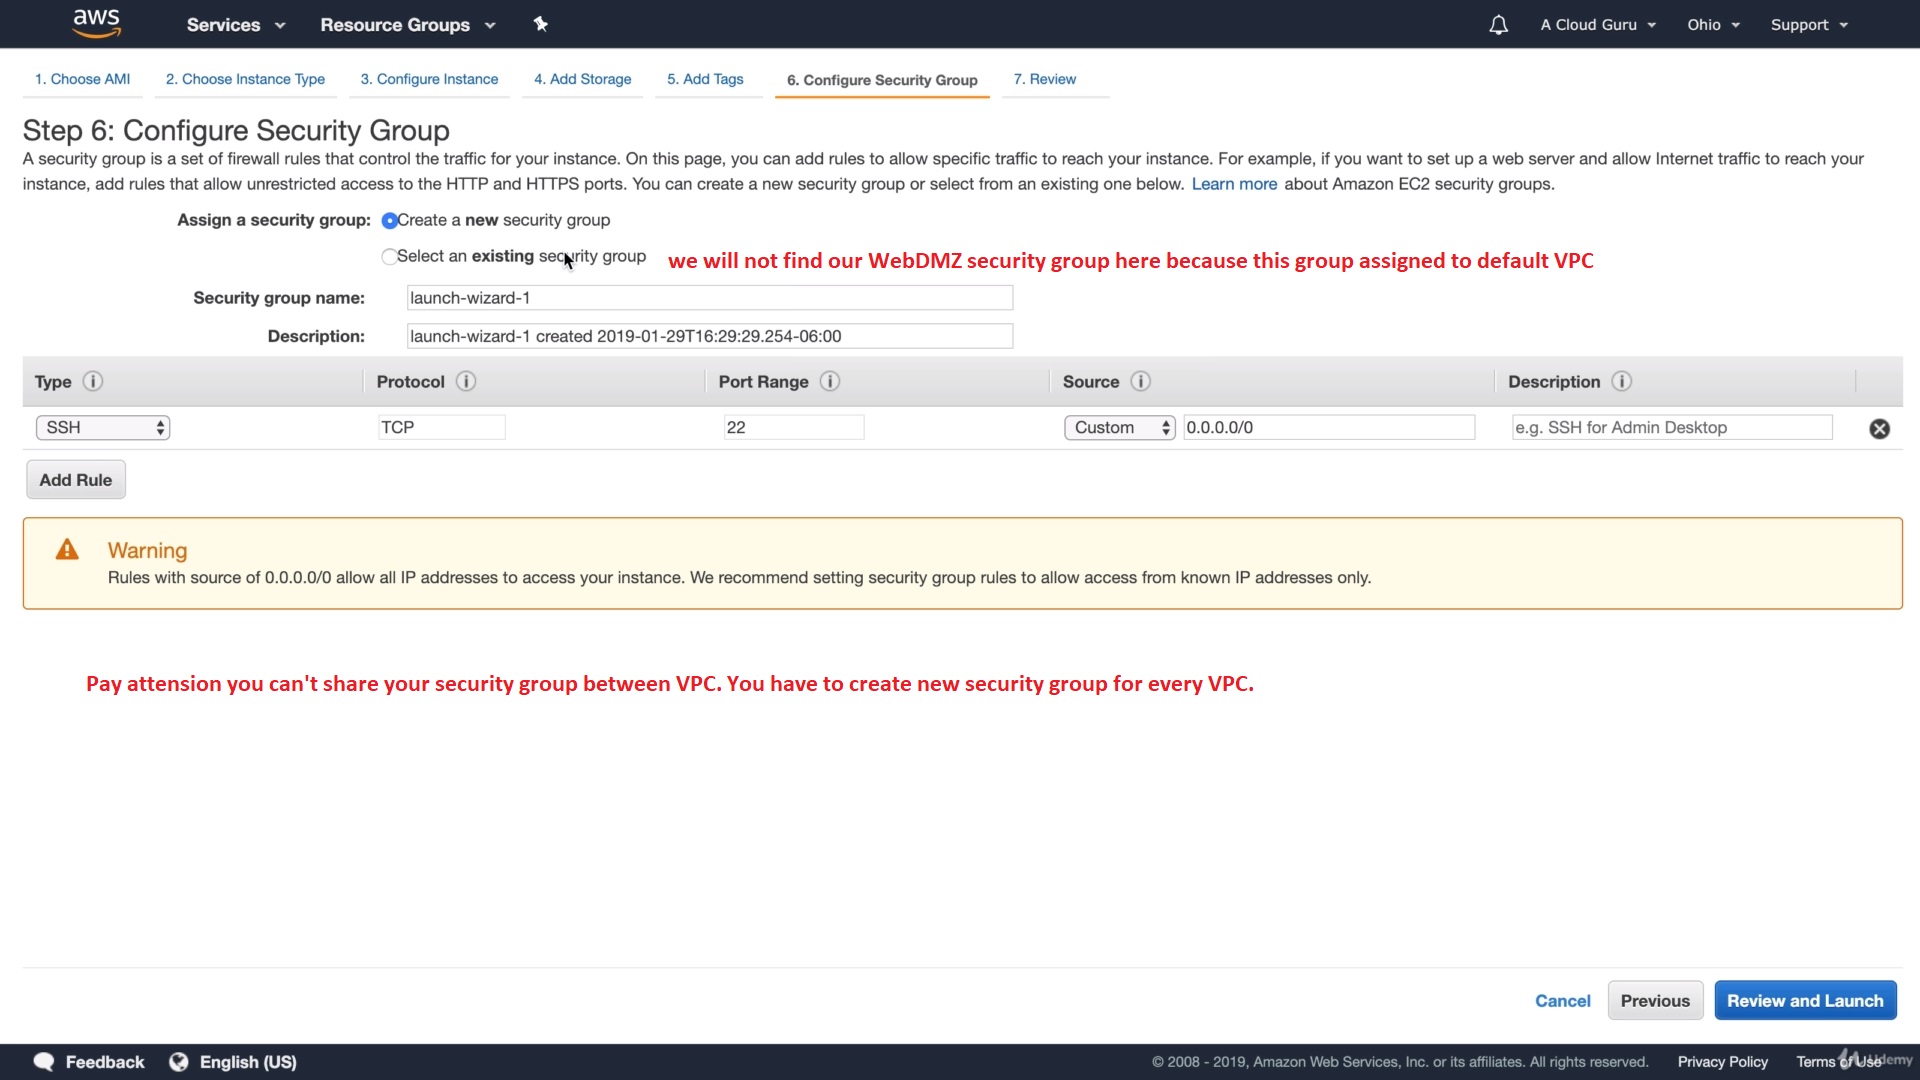 aws Services Resource Groups A Cloud Guru Ohio Support
1. Choose AMI 2. Choose Instance Type 3. Configure Instance 4. Add Storage 5. Add Tags 6. Configure Security Group 7. Review
Step 6: Configure Security Group
A security group is a set of firewall rules that control the traffic for your instance. On this page, you can add rules to allow specific traffic to reach your instance. For example, if you want to set up a web server and allow Internet traffic to reach your
instance, add rules that allow unrestricted access to the HTTP and HTTPS ports. You can create a new security group or select from an existing one below. Learn more about Amazon EC2 security groups.
Assign a security group: Create a new security group
Select an existing security group we will not find our WebDMZ security group here because this group assigned to default VPC
Security group name: launch-wizard-1
Description: launch-wizard-1 created 2019-01-29T16:29:29.254-06:00
Type i Protocol i Port Range i Source i Description i
SSH TCP 22 Custom 0.0.0.0/0 e.g. SSH for Admin Desktop
Add Rule
Warning
Rules with source of 0.0.0.0/0 allow all IP addresses to access your instance. We recommend setting security group rules to allow access from known IP addresses only.
Pay attension you can't share your security group between VPC. You have to create new security group for every VPC.
Cancel Previous Review and Launch
Feedback English (US) © 2008 - 2019, Amazon Web Services, Inc. or its affiliates. All rights reserved. Privacy Policy Terms of Use Udemy